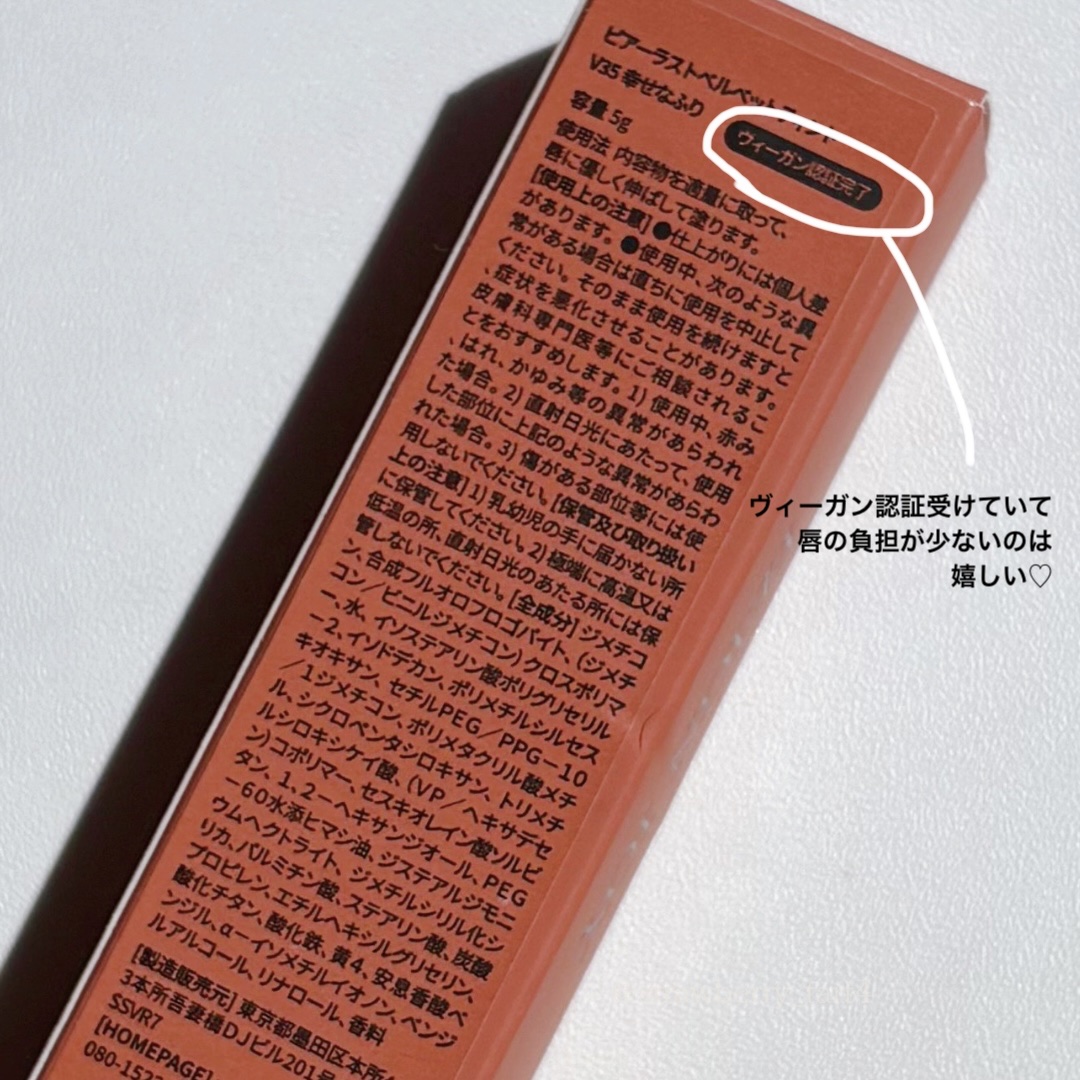 ピアーラストベルベットティント
V35 幸せなふり
ヴィーガン認証完了
容量 5g
使用法 内容物を適量に取って、
唇に優しく伸ばして塗ります。
[使用上の注意] ●仕上がりには個人差
があります。 ●使用中、次のような異
常がある場合は直ちに使用を中止して
ください。そのまま使用を続けますと
、症状を悪化させることがあります。
皮膚科専門医等にご相談されるこ
とをおすすめします。1) 使用中、赤み
、はれ、かゆみ等の異常があらわれ
た場合。2) 直射日光にあたって、使用
した部位に上記のような異常があらわ
れた場合。3) 傷がある部位等には使
用しないでください。[保管及び取り扱い
上の注意] 1) 乳幼児の手に届かない所
に保管してください。2) 極端に高温又は
低温の所、直射日光のあたる所には保
管しないでください。[全成分] ジメチコ
ン、合成フルオロフロゴパイト、(ジメチ
コン／ビニルジメチコン) クロスポリマ
ー、水、イソステアリン酸ポリグリセリル
－2、イソドデカン、ポリメチルシルセス
キオキサン、セチルPEG／PPG－10
／1ジメチコン、ポリメタクリル酸メチ
ル、シクロペンタシロキサン、トリメチ
ルシロキシケイ酸、(VP／ヘキサデセ
ン) コポリマー、セスキオレイン酸ソルビ
タン、1，2－ヘキサンジオール、PEG
－60水添ヒマシ油、ジステアルジモニ
ウムヘクトライト、ジメチルシリル化シ
リカ、パルミチン酸、ステアリン酸、炭酸
プロピレン、エチルヘキシルグリセリン、
酸化チタン、酸化鉄、黄4、安息香酸ベ
ンジル、α－イソメチルイオノン、ベンジ
ルアルコール、リナロール、香料
[製造販売元] 東京都墨田区本所
3本所吾妻橋DJビル201号
SSVR7
[HOMEPAGE]
080-152
ヴィーガン認証受けていて
唇の負担が少ないのは
嬉しい♡